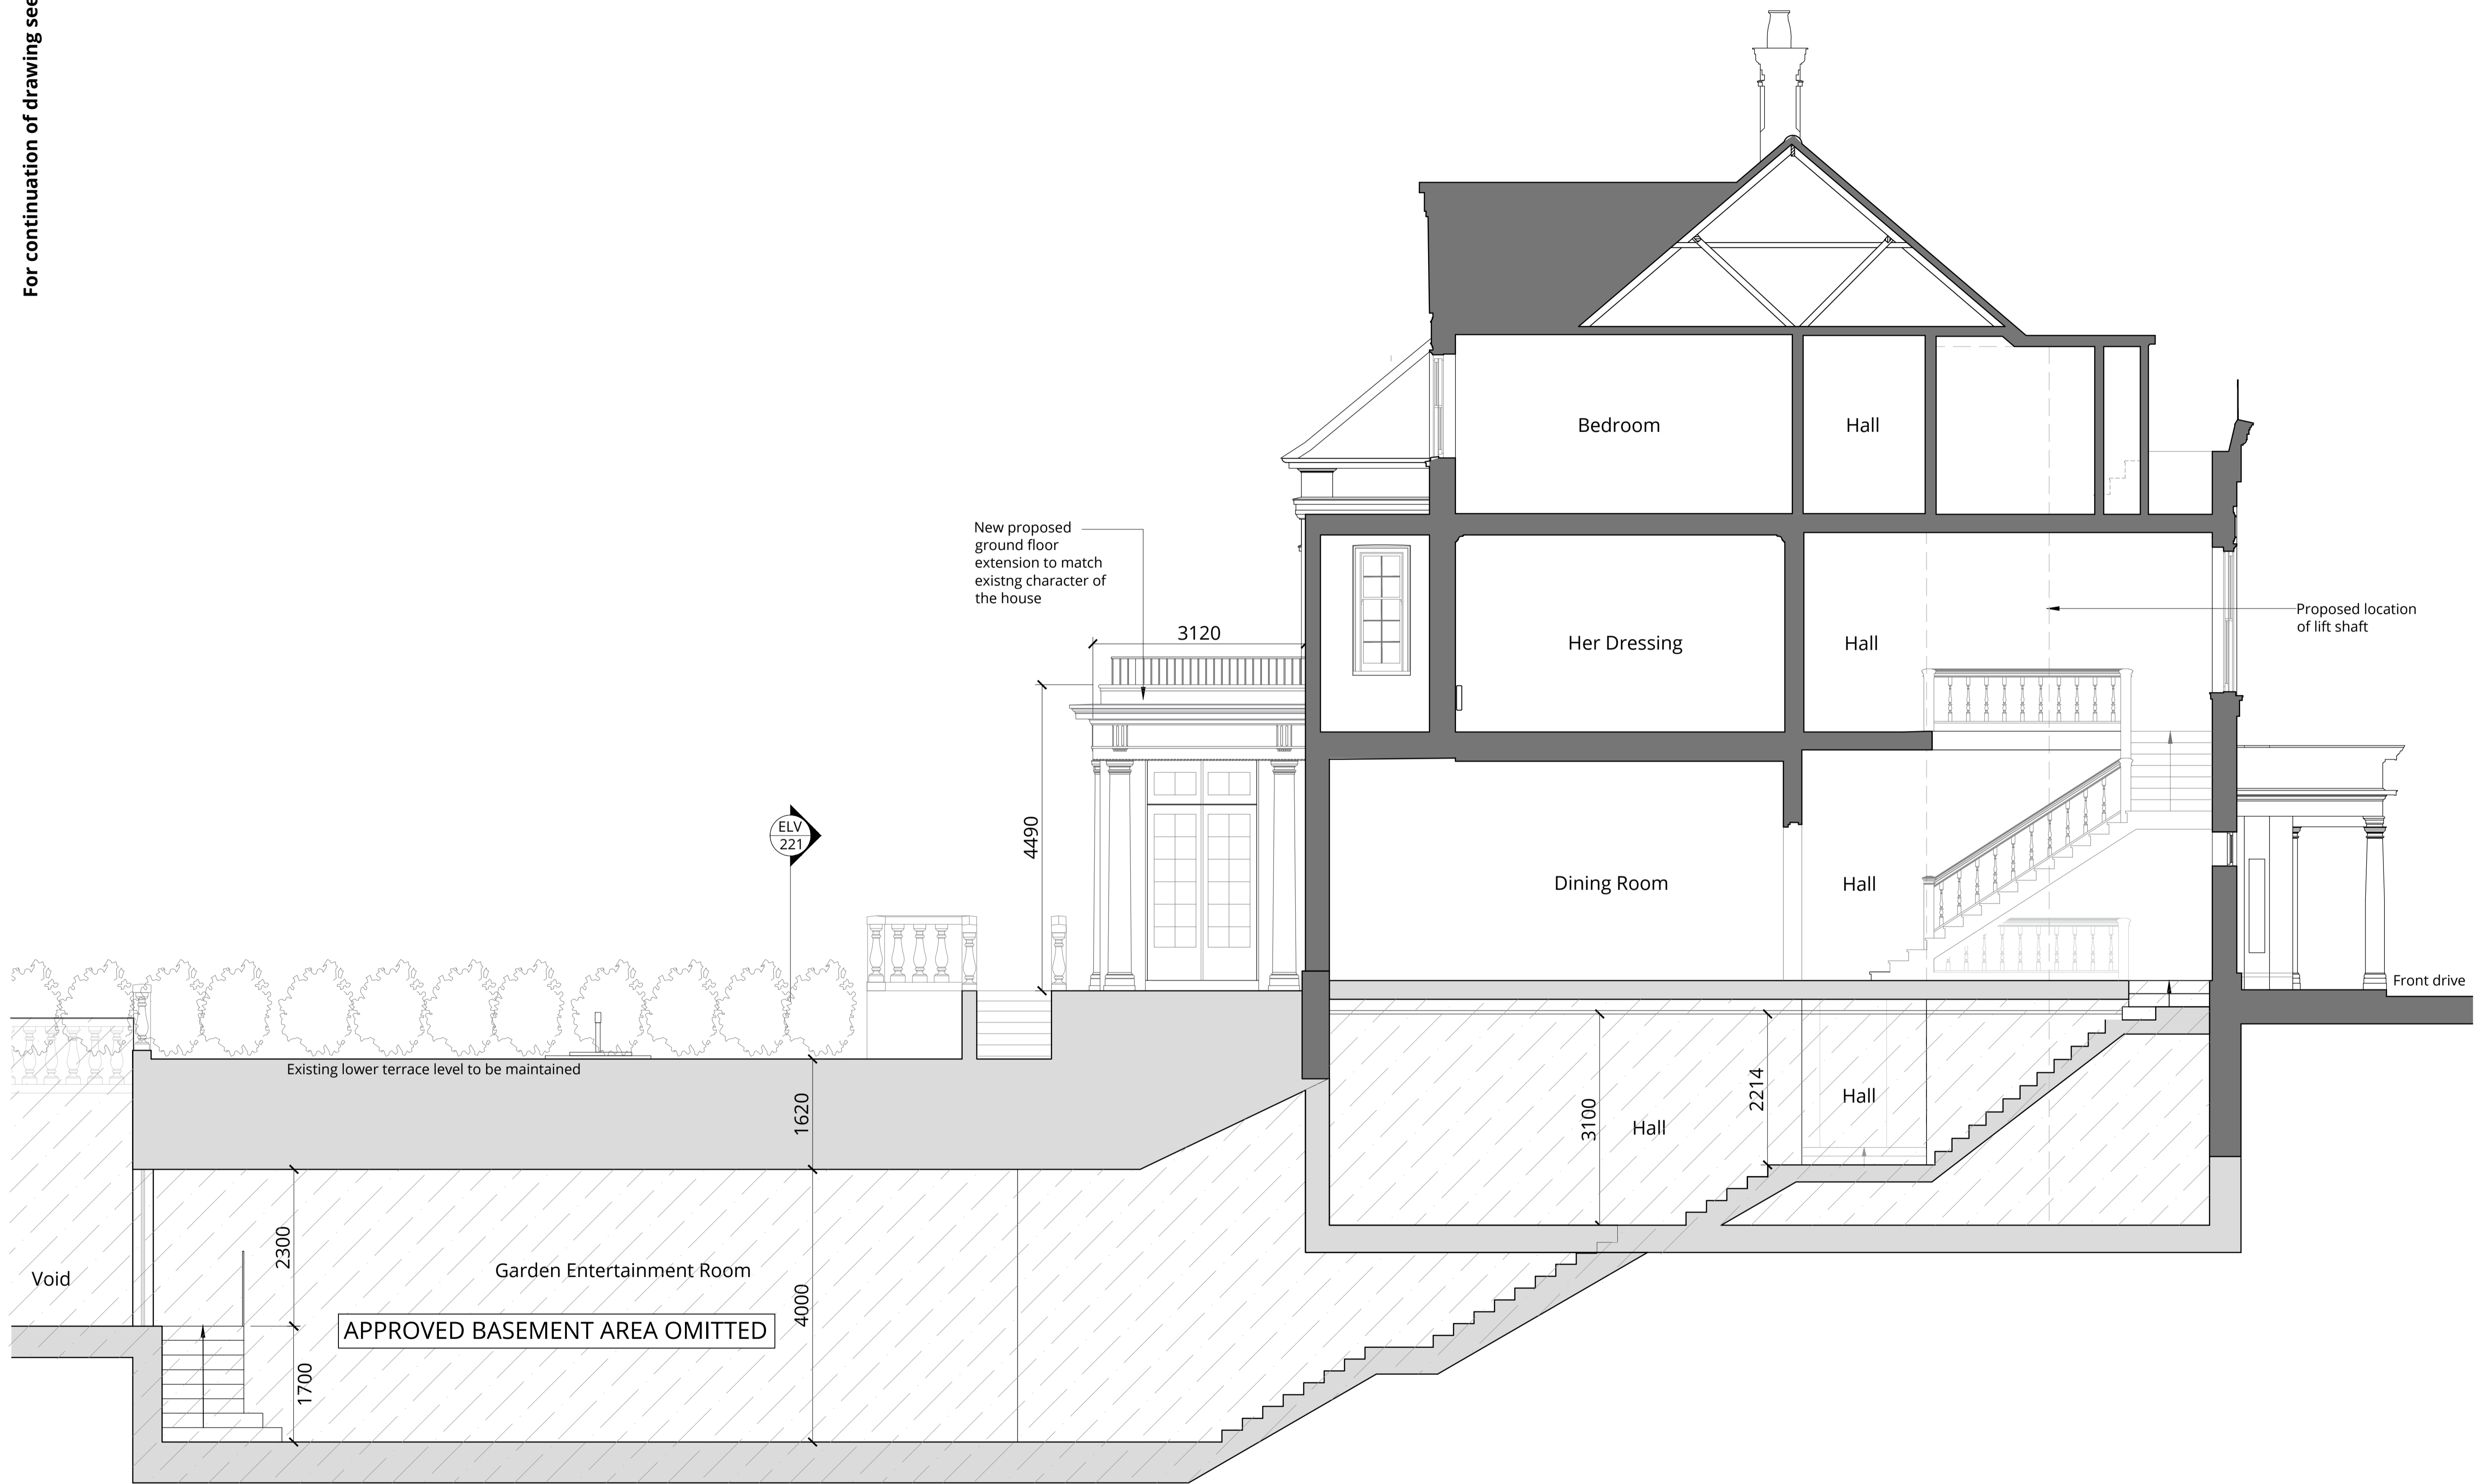 For continuation of drawing see
Bedroom
Hall
New proposed
ground floor
extension to match
existng character of
the house
3120
Her Dressing
Hall
Proposed location
of lift shaft
ELV
221
4490
Dining Room
Hall
Front drive
Existing lower terrace level to be maintained
1620
3100
Hall
2214
Hall
Void
2300
Garden Entertainment Room
APPROVED BASEMENT AREA OMITTED
4000
1700